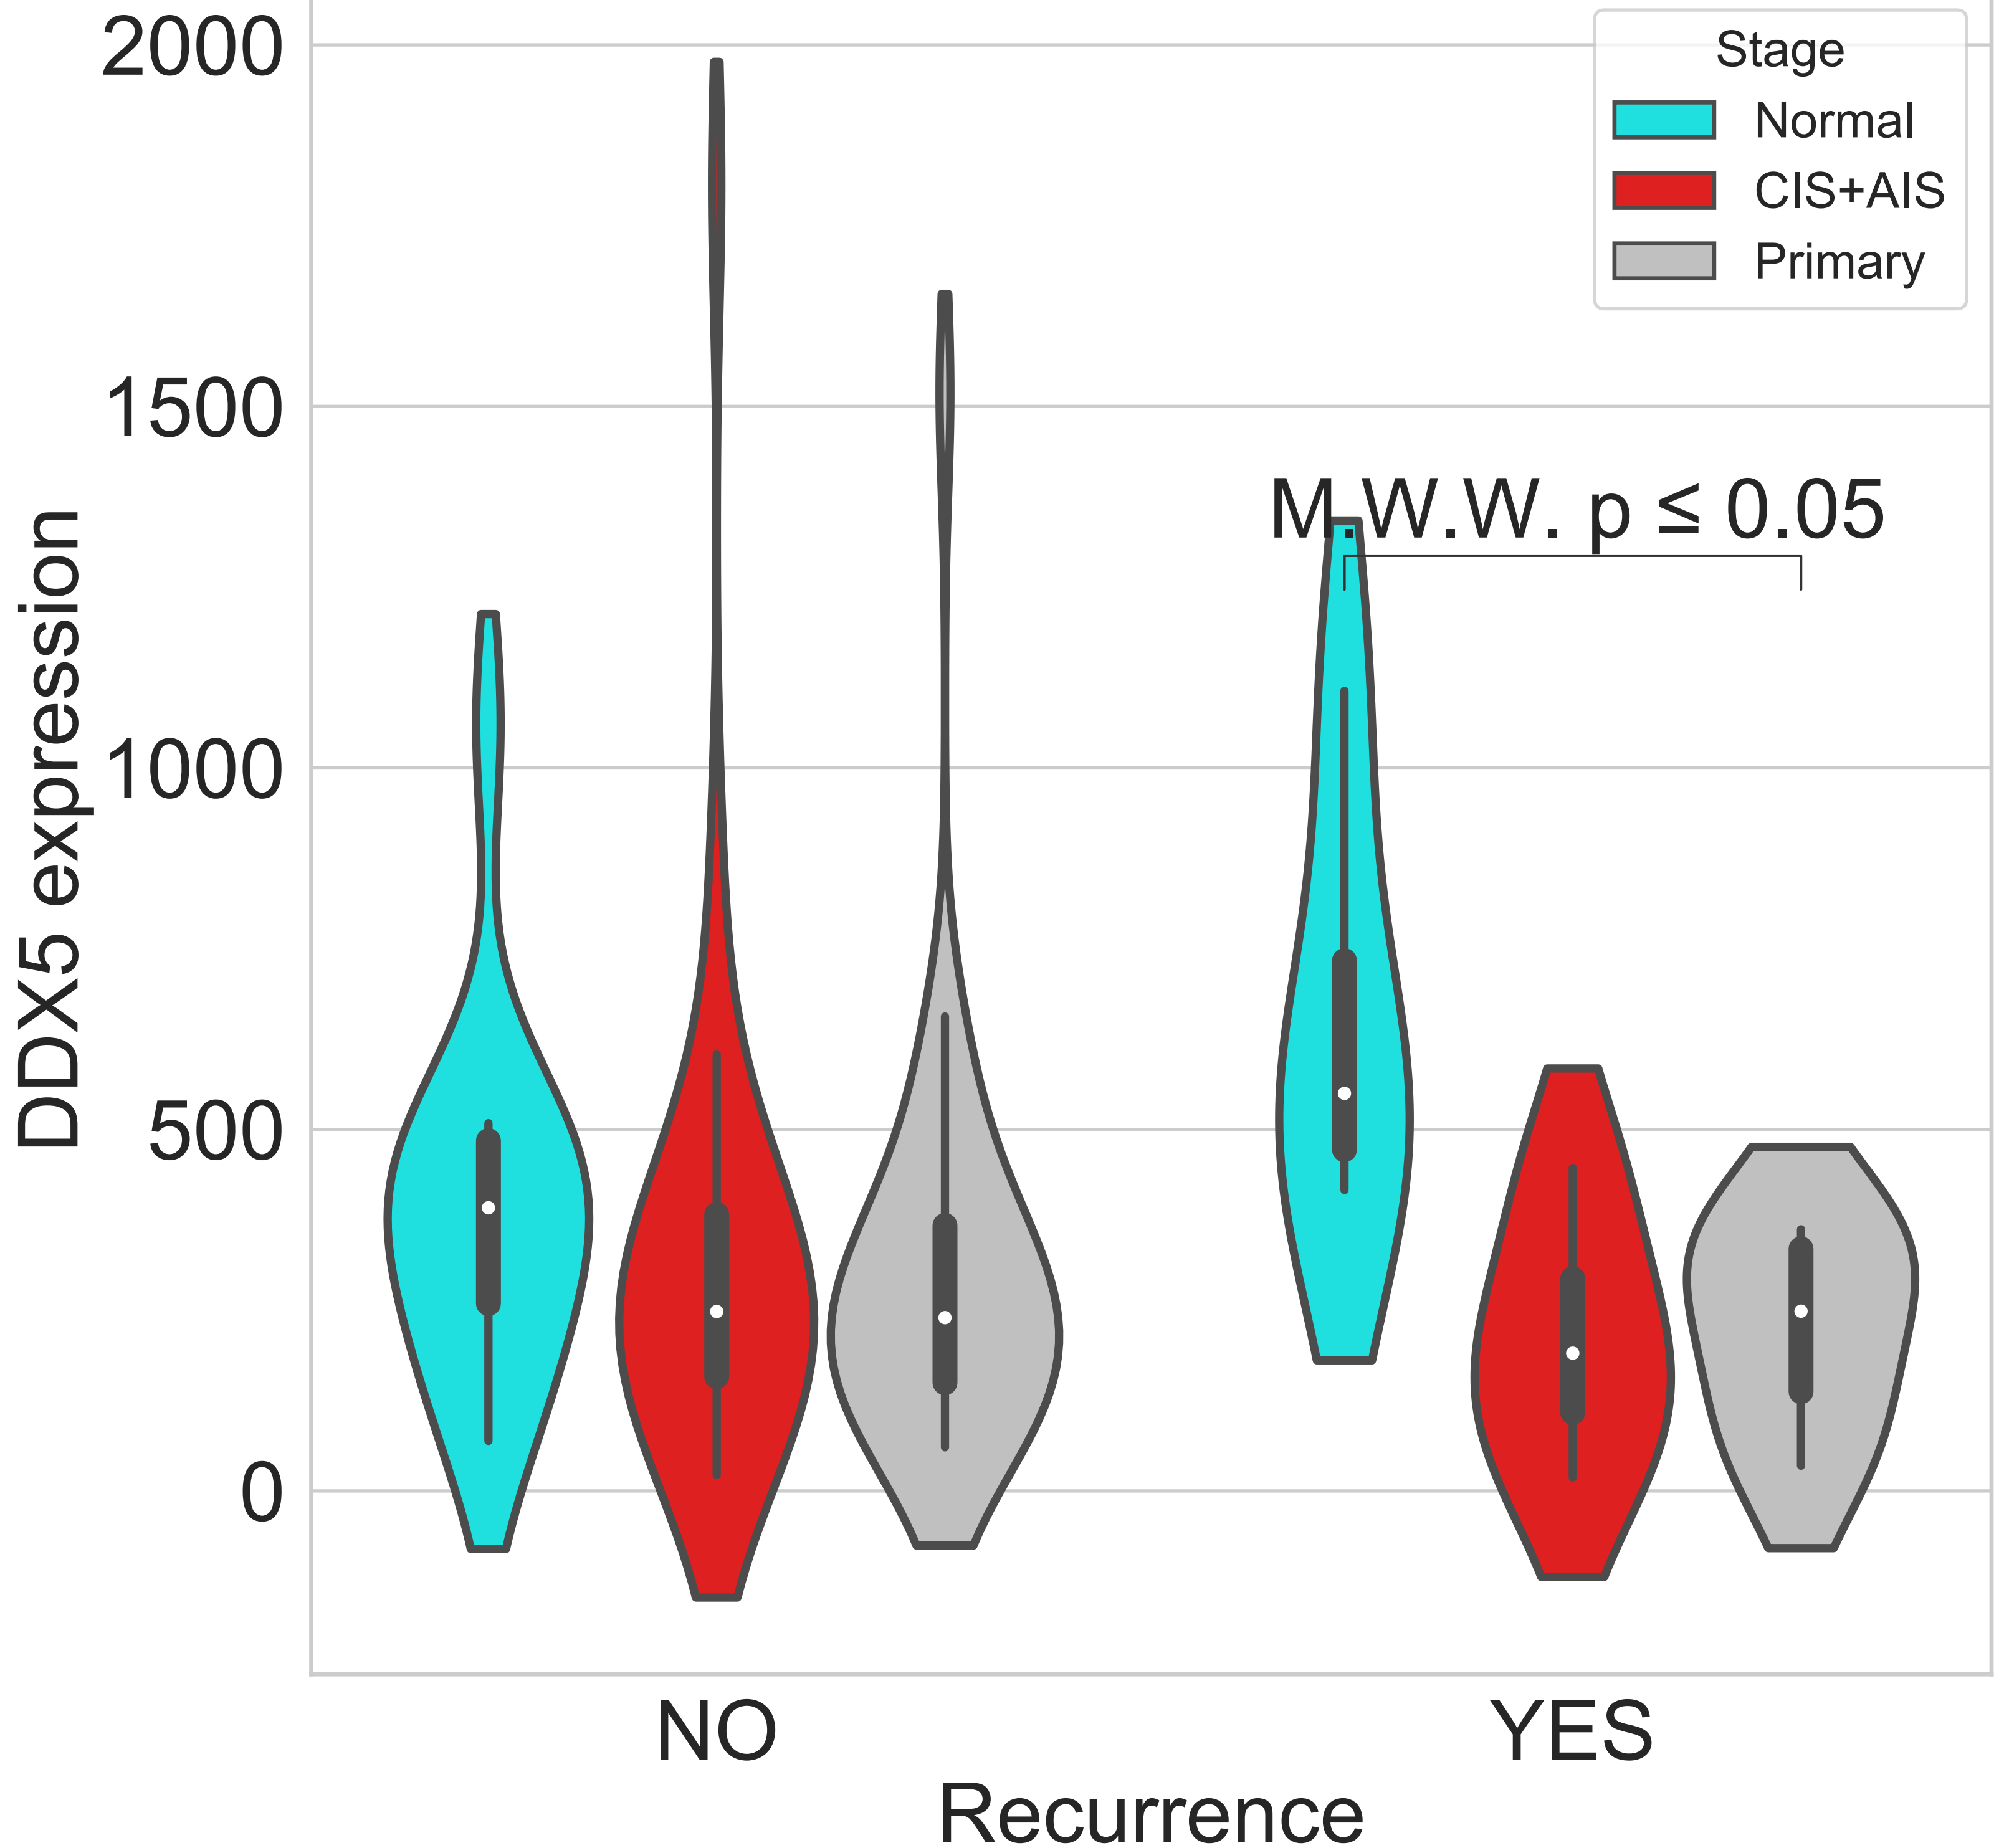 DDX5 expression
2000
1500
1000
500
0
Stage
Normal
CIS+AIS
Primary
M.W.W. p ≤ 0.05
NO
YES
Recurrence